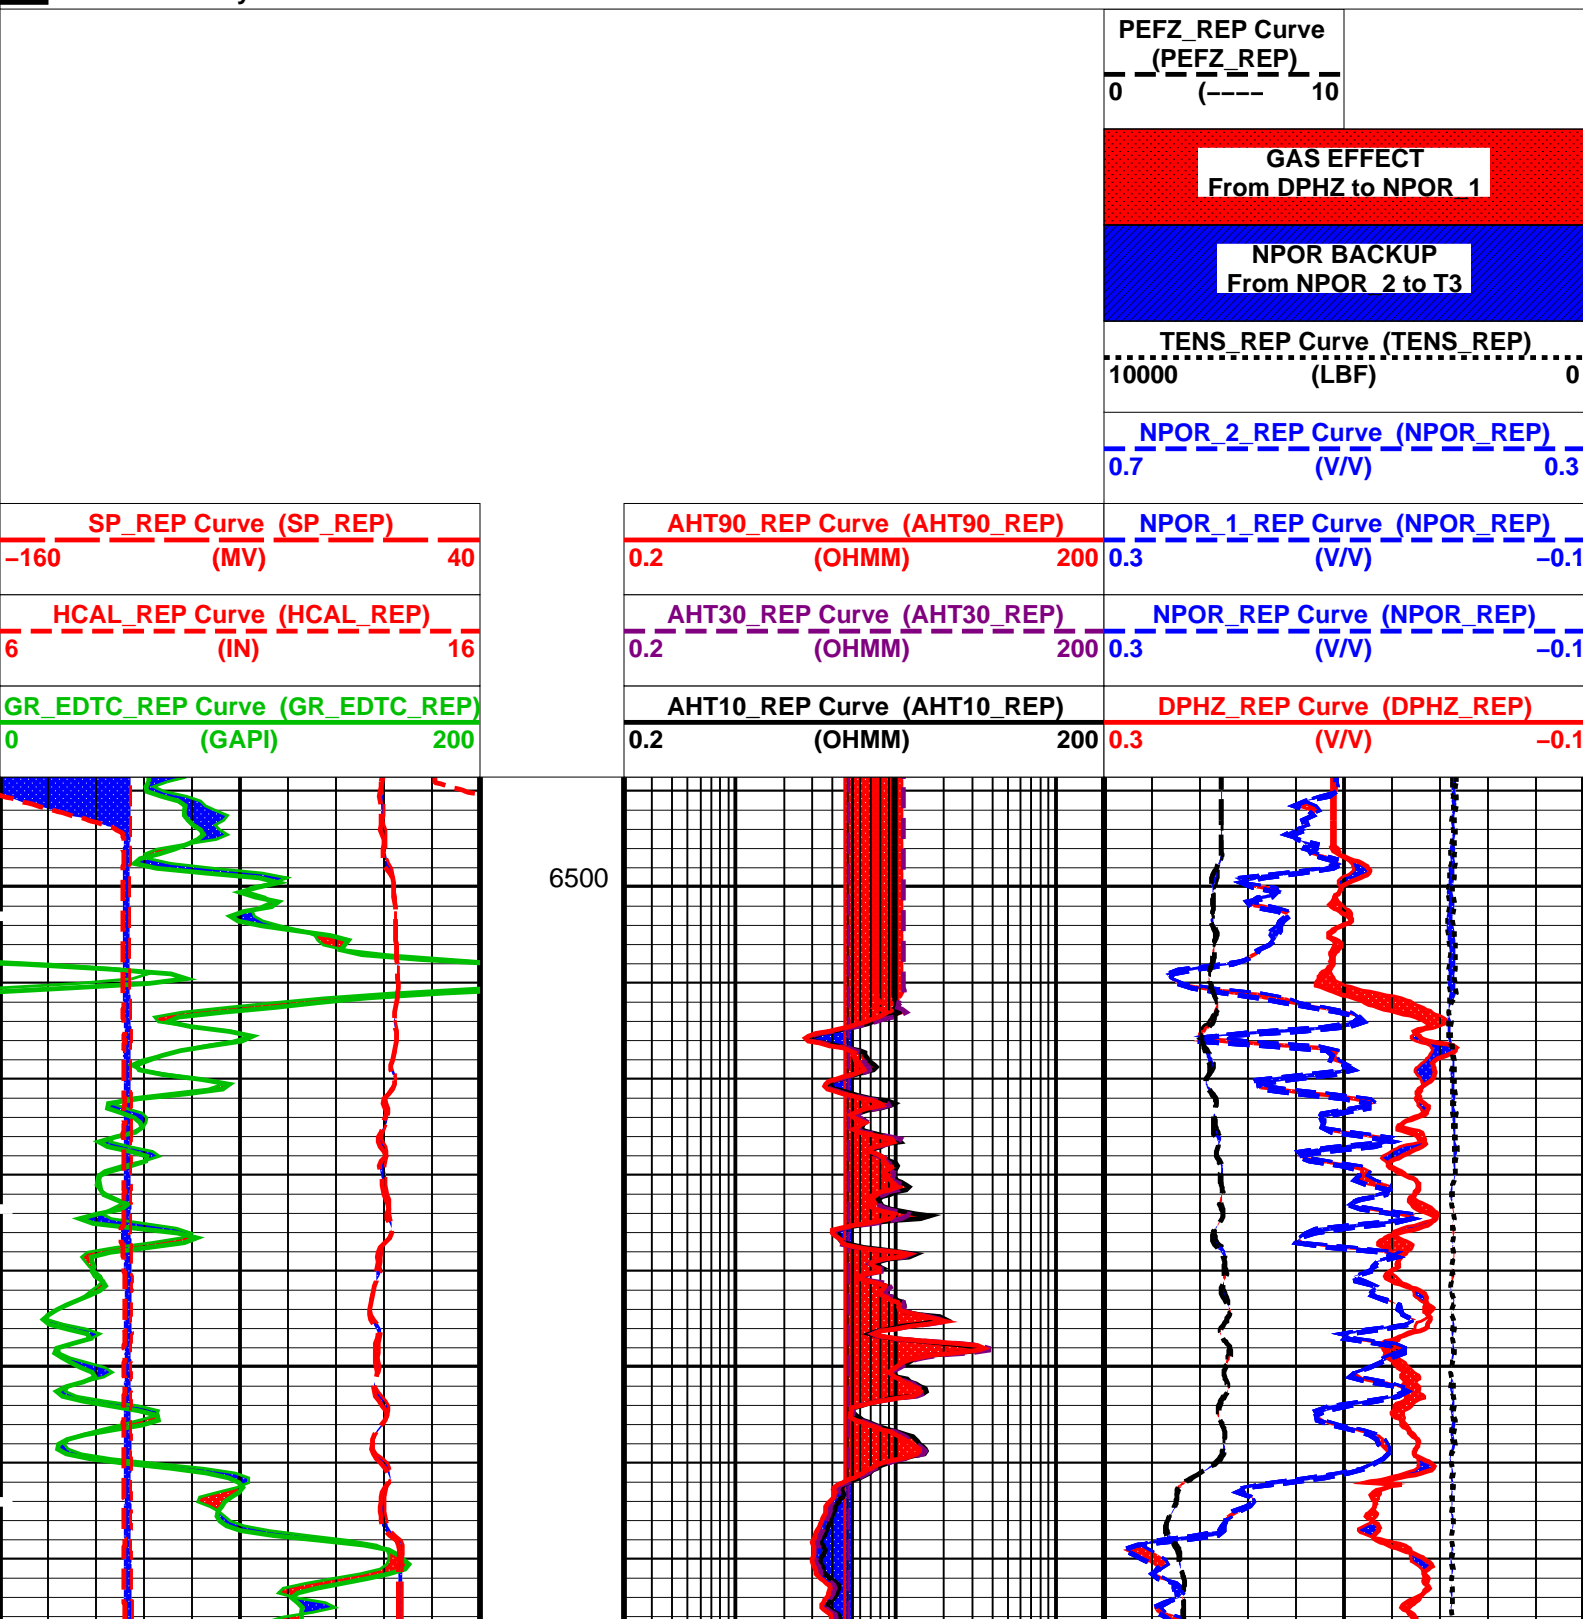 PEFZ_REP Curve
(PEFZ_REP)
0 (---- 10
GAS EFFECT
From DPHZ to NPOR_1
NPOR BACKUP
From NPOR_2 to T3
TENS_REP Curve (TENS_REP)
10000 (LBF) 0
NPOR_2_REP Curve (NPOR_REP)
0.7 (V/V) 0.3
SP_REP Curve (SP_REP)
-160 (MV) 40
AHT90_REP Curve (AHT90_REP)
0.2 (OHMM) 200
NPOR_1_REP Curve (NPOR_REP)
0.3 (V/V) -0.1
HCAL_REP Curve (HCAL_REP)
6 (IN) 16
AHT30_REP Curve (AHT30_REP)
0.2 (OHMM) 200
NPOR_REP Curve (NPOR_REP)
0.3 (V/V) -0.1
GR_EDTC_REP Curve (GR_EDTC_REP)
0 (GAPI) 200
AHT10_REP Curve (AHT10_REP)
0.2 (OHMM) 200
DPHZ_REP Curve (DPHZ_REP)
0.3 (V/V) -0.1
6500